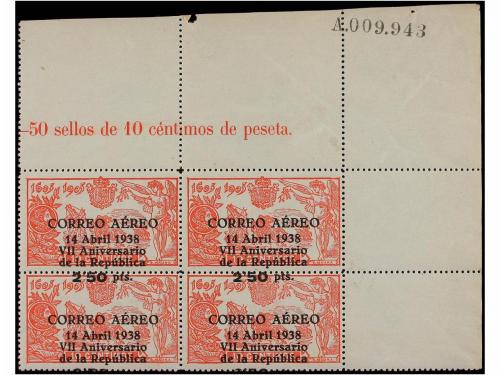 A.009.943
—50 sellos de 10 céntimos de peseta.
1605 1905
CORREO AÉREO
14 Abril 1938
VII Aniversario
de la República
2'50 pts.
1605 1905
CORREO AÉREO
14 Abril 1938
VII Aniversario
de la República
2'50 pts.
1605 1905
CORREO AÉREO
14 Abril 1938
VII Aniversario
de la República
1605 1905
CORREO AÉREO
14 Abril 1938
VII Aniversario
de la República